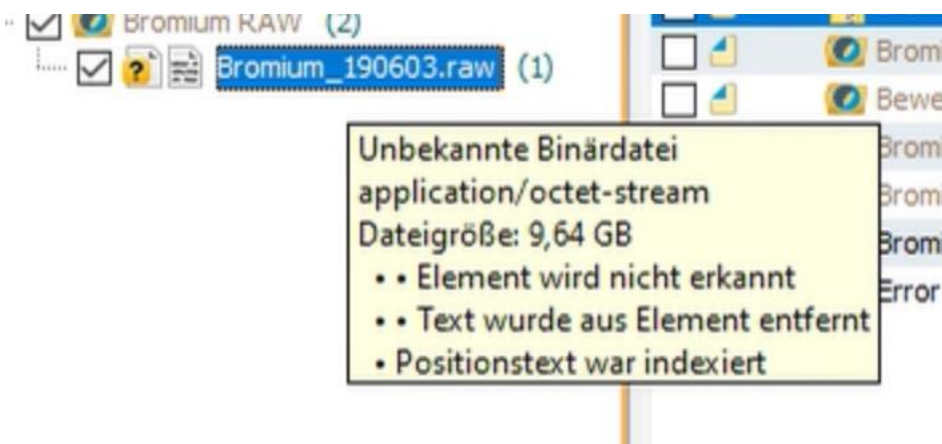 Bromium RAW (2)
Bromium_190603.raw (1)
Unbekannte Binärdatei
application/octet-stream
Dateigröße: 9,64 GB
• • Element wird nicht erkannt
• • Text wurde aus Element entfernt
• Positionstext war indexiert
Bromi
Bewe
Bromi
Bromi
Bromi
Error